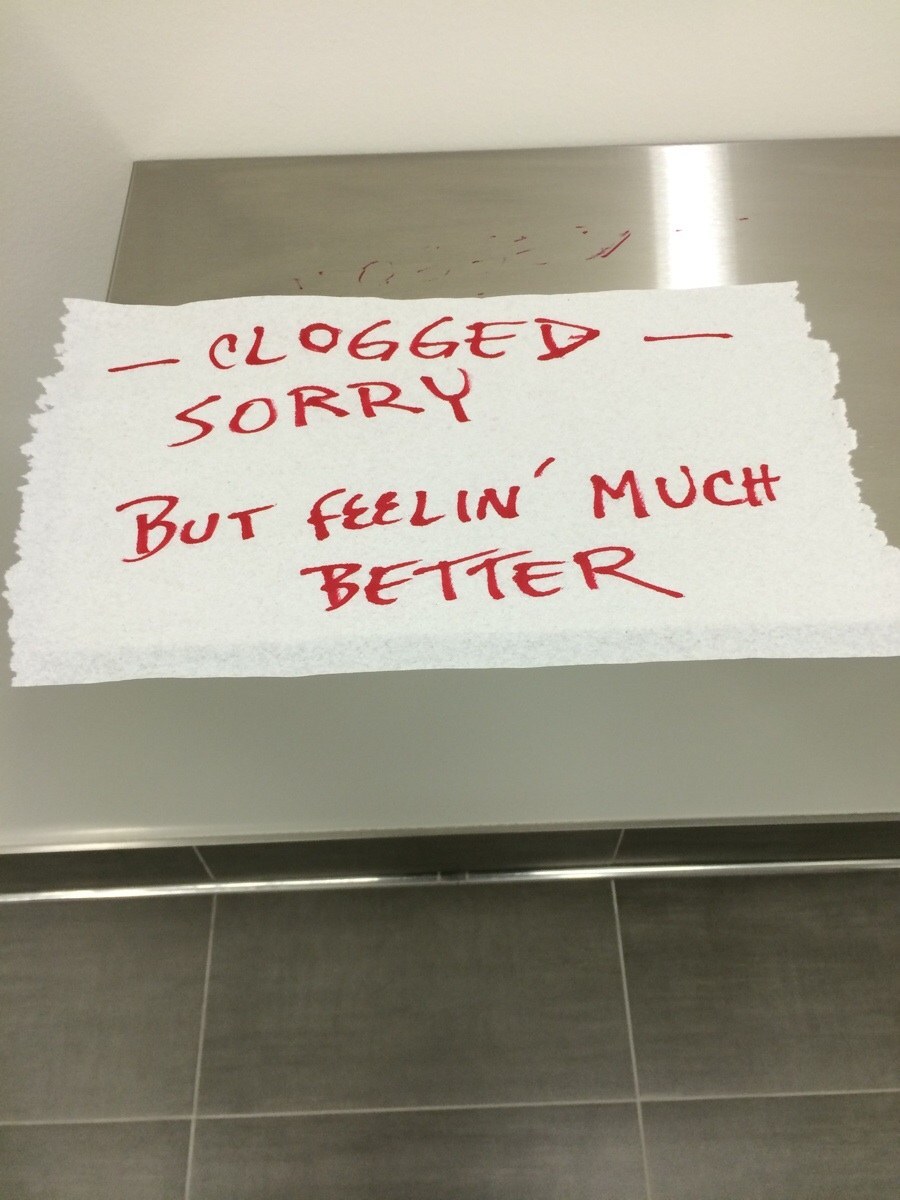 — CLOGGED —
SORRY
BUT FEELIN' MUCH
BETTER